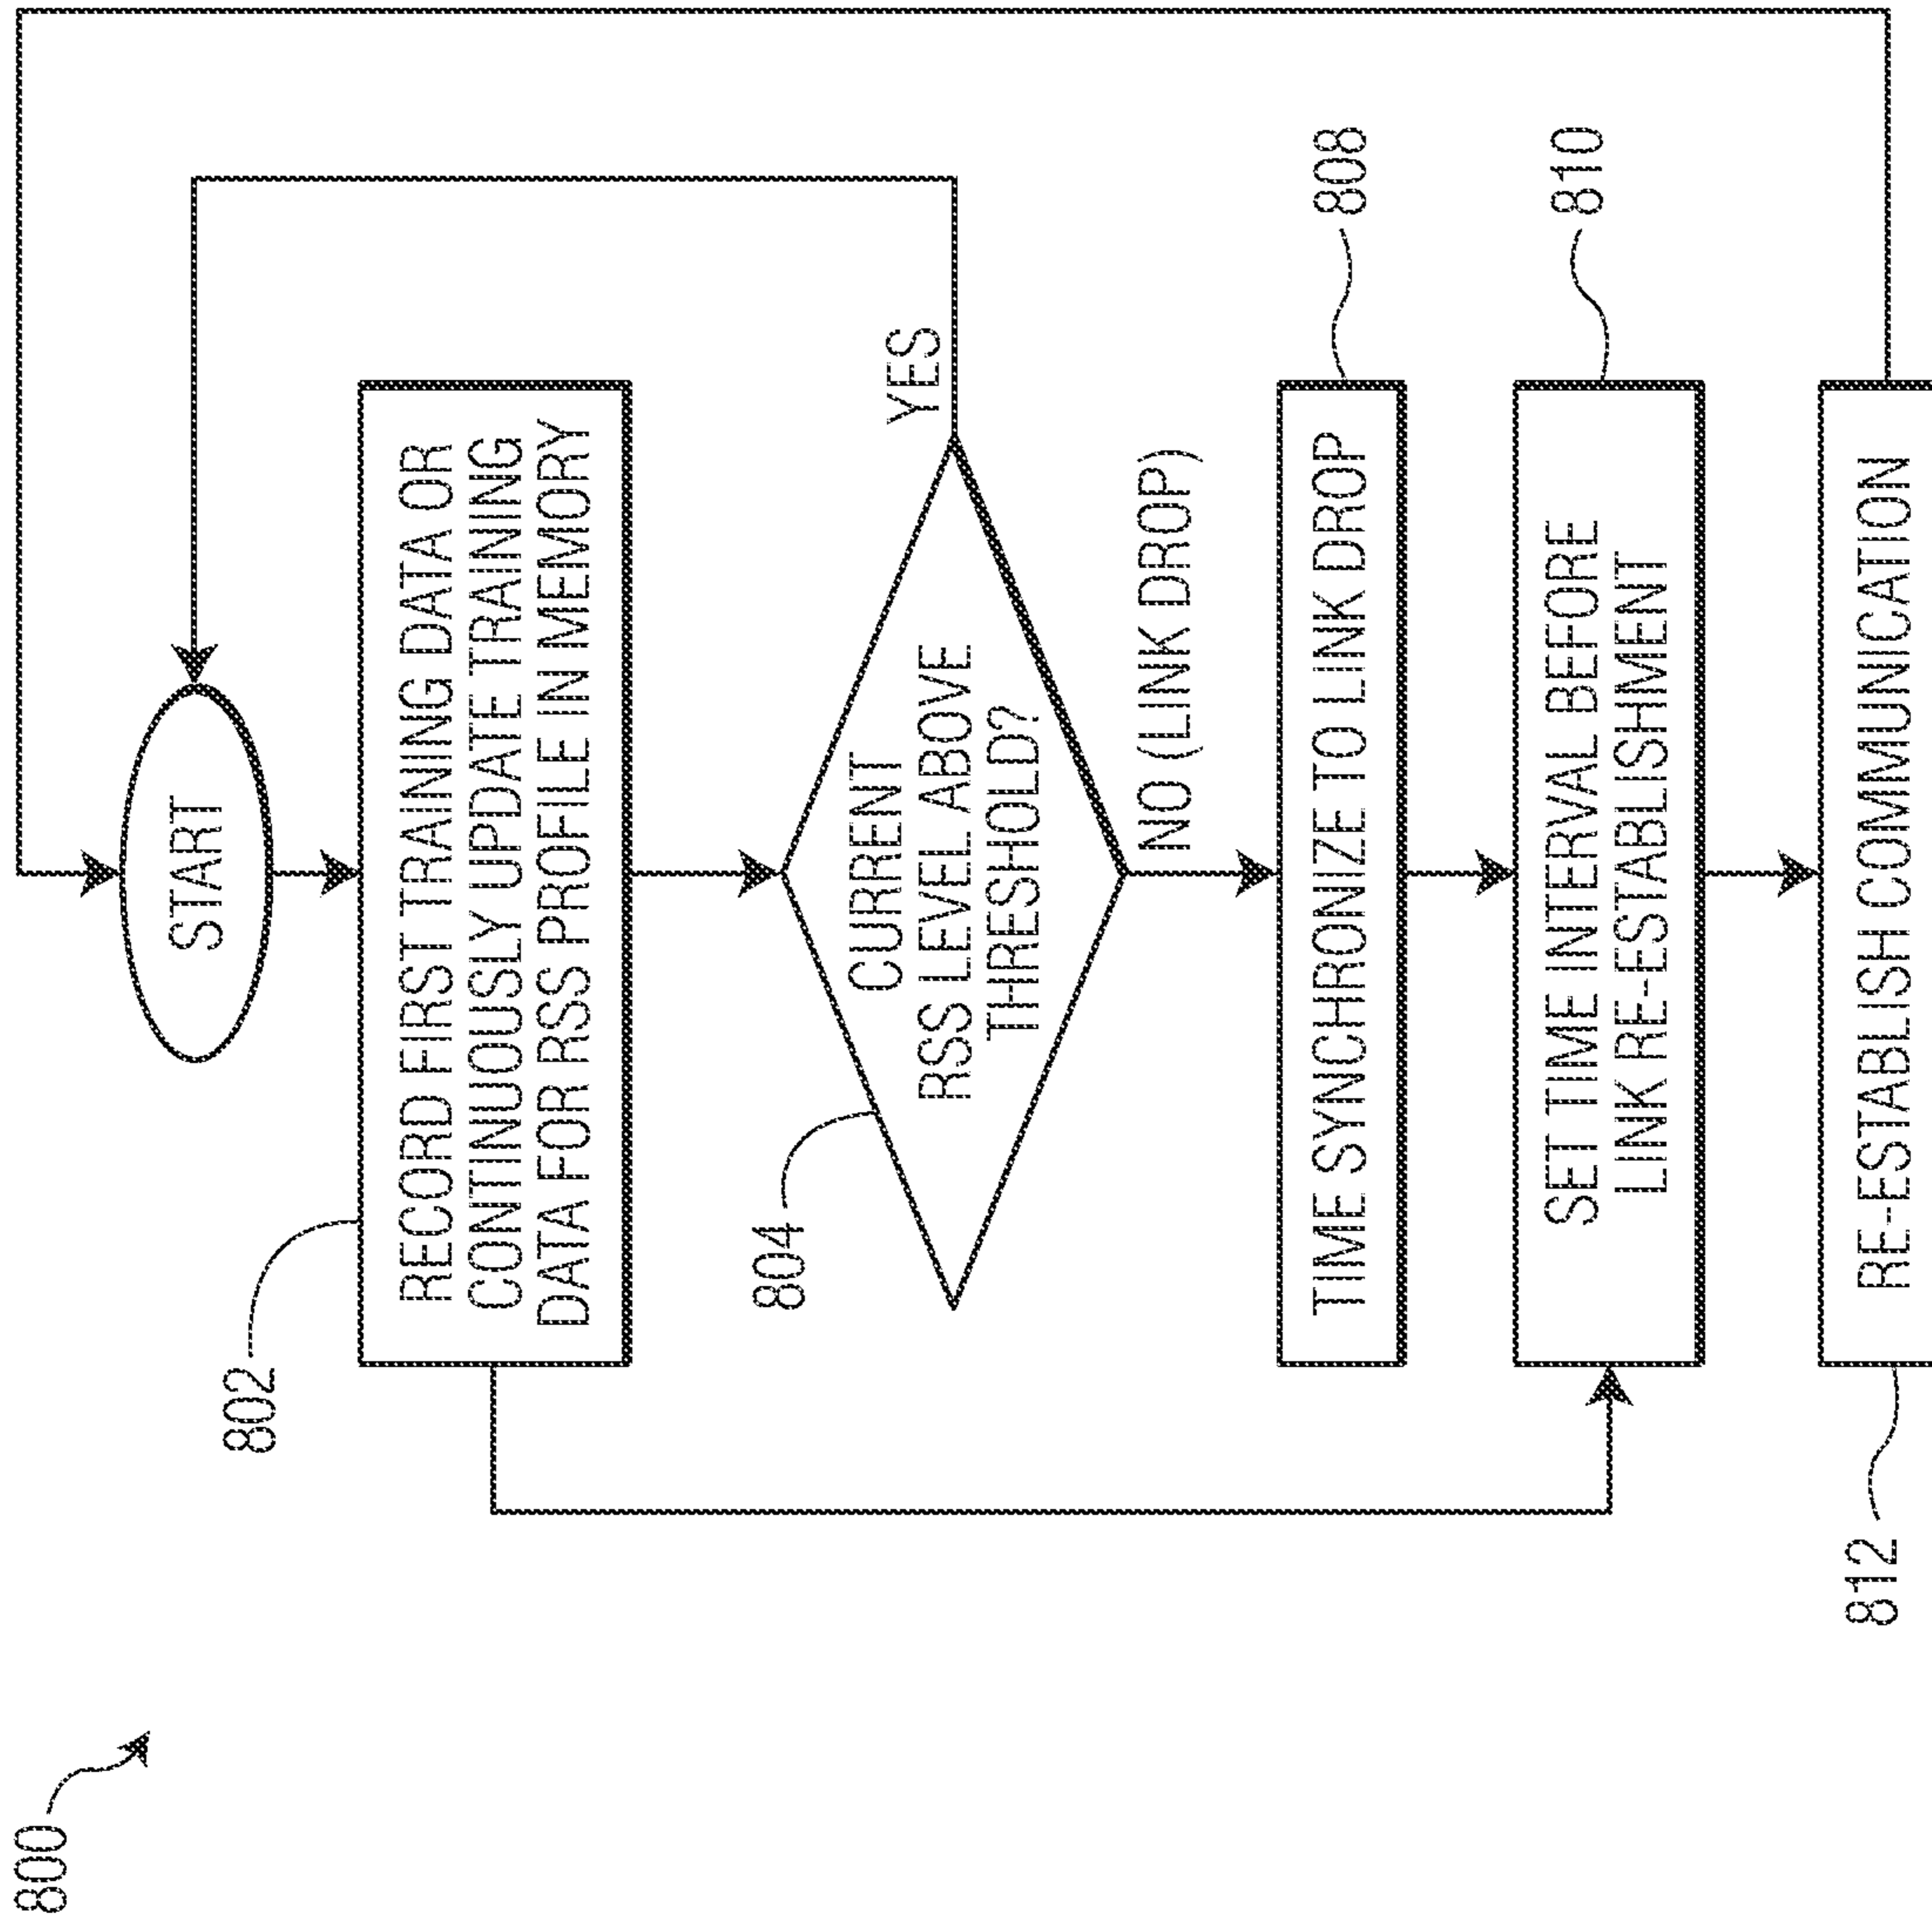 800
START
802
RECORD FIRST TRAINING DATA OR
CONTINUOUSLY UPDATE TRAINING
DATA FOR RSS PROFILE IN MEMORY
804
CURRENT
RSS LEVEL ABOVE
THRESHOLD?
YES
NO (LINK DROP)
TIME SYNCHRONIZE TO LINK DROP
808
SET TIME INTERVAL BEFORE
LINK RE-ESTABLISHMENT
810
RE-ESTABLISH COMMUNICATION
812